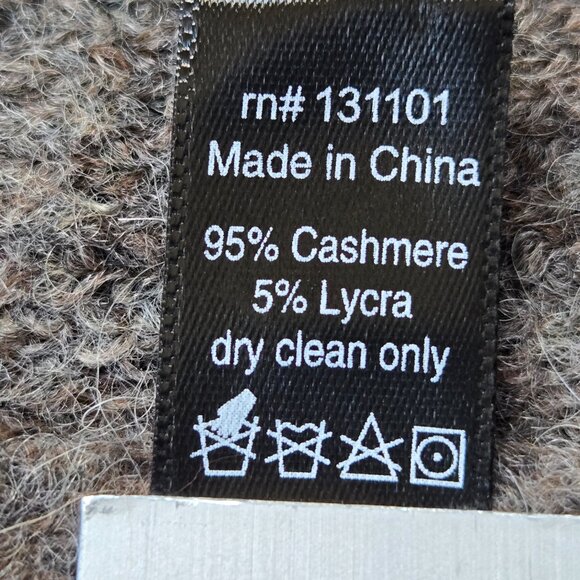 rn# 131101
Made in China
95% Cashmere
5% Lycra
dry clean only